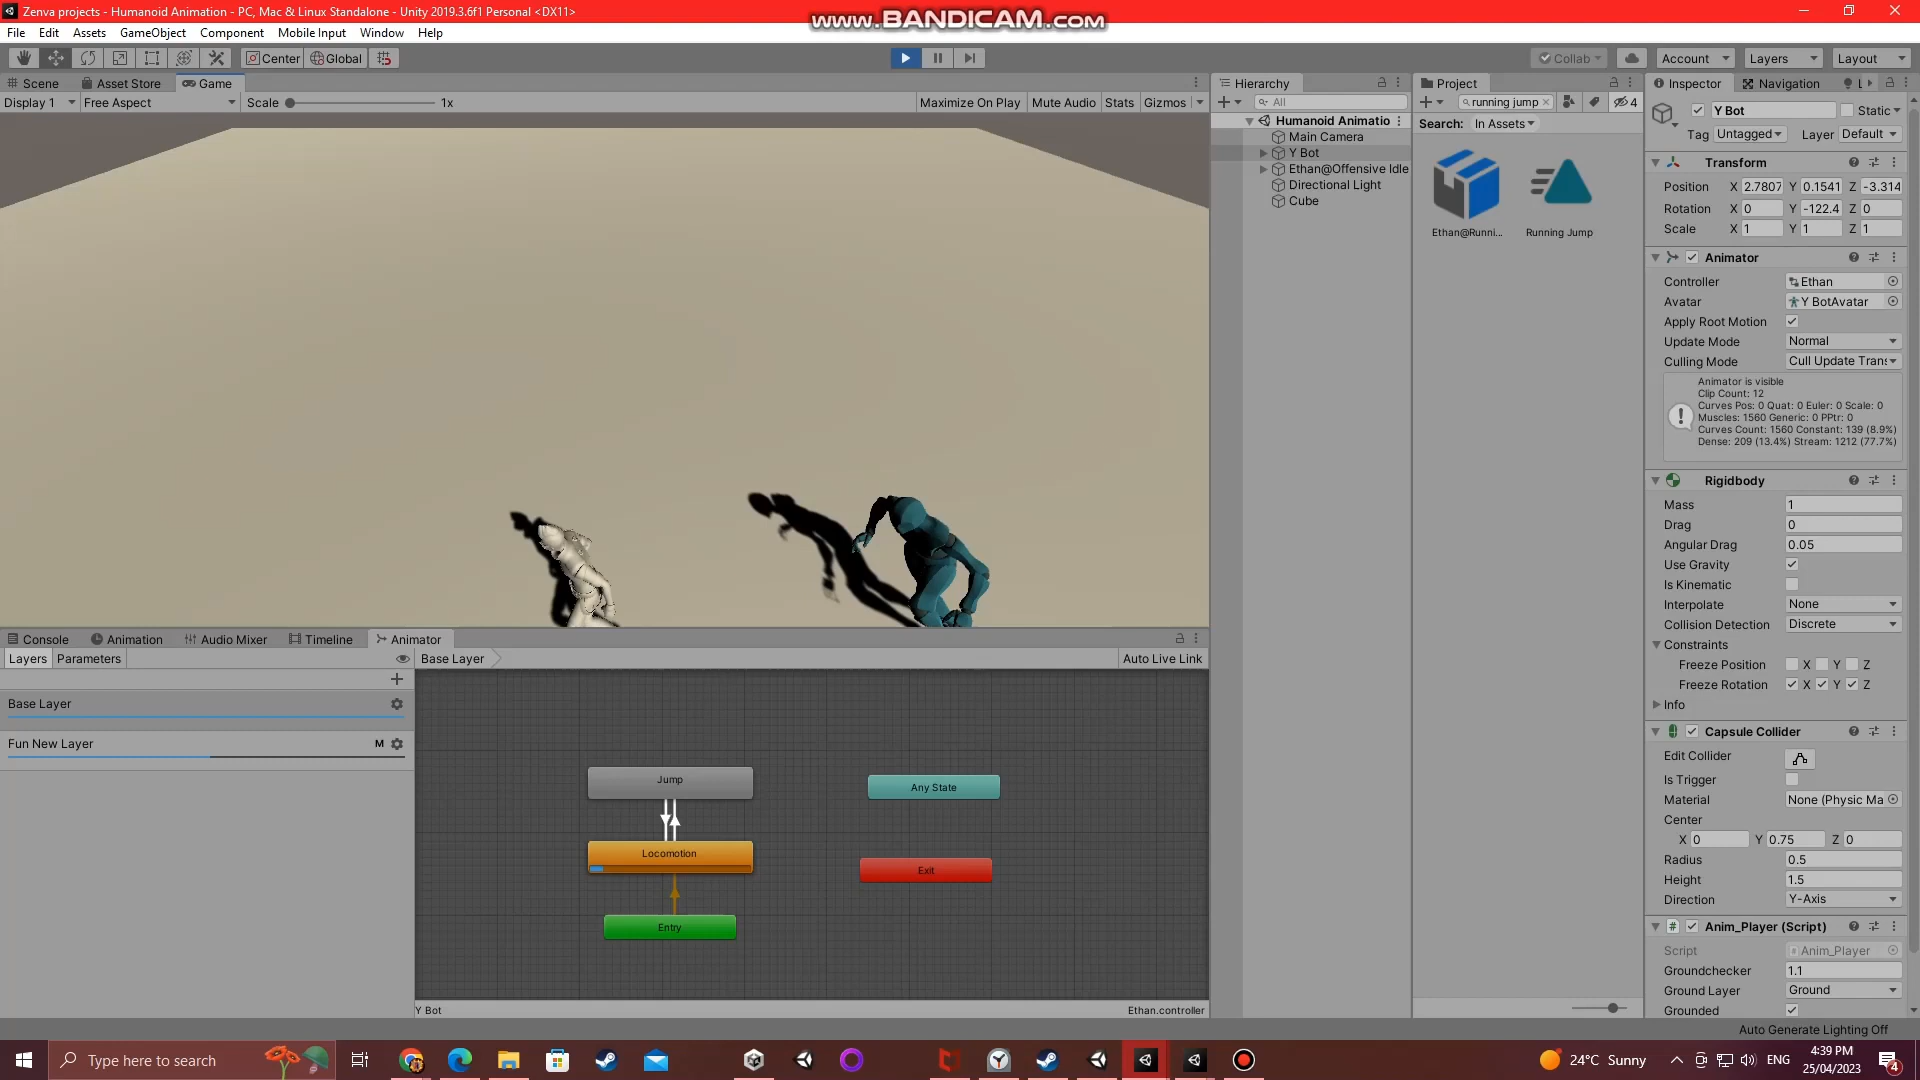 Zenva projects - Humanoid Animation - PC, Mac & Linux Standalone - Unity 2019.3.6f1 Personal <DX11>
www.BANDICAM.com
File Edit Assets GameObject Component Mobile Input Window Help
Center Global Collab Account Layers Layout
Scene Asset Store Game
Display 1 Free Aspect Scale 1x Maximize On Play Mute Audio Stats Gizmos
Hierarchy
All
Humanoid Animatio
Main Camera
Y Bot
Ethan@Offensive Idle
Directional Light
Cube
Project
running jump 4
Search: In Assets
Ethan@Runni... Running Jump
Inspector Navigation L
Y Bot Static
Tag Untagged Layer Default
Transform
Position X 2.7807 Y 0.1541 Z -3.314
Rotation X 0 Y -122.4 Z 0
Scale X 1 Y 1 Z 1
Animator
Controller Ethan
Avatar Y BotAvatar
Apply Root Motion
Update Mode Normal
Culling Mode Cull Update Trans
Animator is visible
Clip Count: 12
Curves Pos: 0 Quat: 0 Euler: 0 Scale: 0
Muscles: 1560 Generic: 0 PPtr: 0
Curves Count: 1560 Constant: 139 (8.9%)
Dense: 209 (13.4%) Stream: 1212 (77.7%)
Rigidbody
Mass 1
Drag 0
Angular Drag 0.05
Use Gravity
Is Kinematic
Interpolate None
Collision Detection Discrete
Constraints
Freeze Position X Y Z
Freeze Rotation X Y Z
Info
Capsule Collider
Edit Collider
Is Trigger
Material None (Physic Ma
Center
X 0 Y 0.75 Z 0
Radius 0.5
Height 1.5
Direction Y-Axis
# Anim_Player (Script)
Script Anim_Player
Groundchecker 1.1
Ground Layer Ground
Grounded
Console Animation Audio Mixer Timeline Animator
Layers Parameters Base Layer Auto Live Link
Base Layer
Fun New Layer M
Jump
Any State
Locomotion
Exit
Entry
Y Bot Ethan.controller
Auto Generate Lighting Off
Type here to search
24°C Sunny ENG
4:39 PM
25/04/2023
4